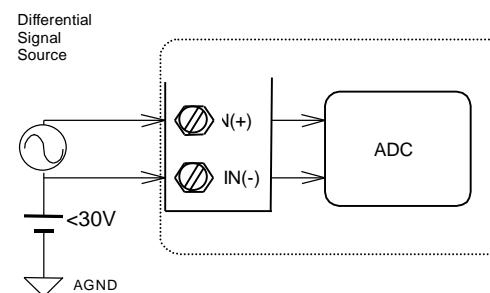 Differential
Signal
Source
N(+)
IN(-)
ADC
<30V
AGND